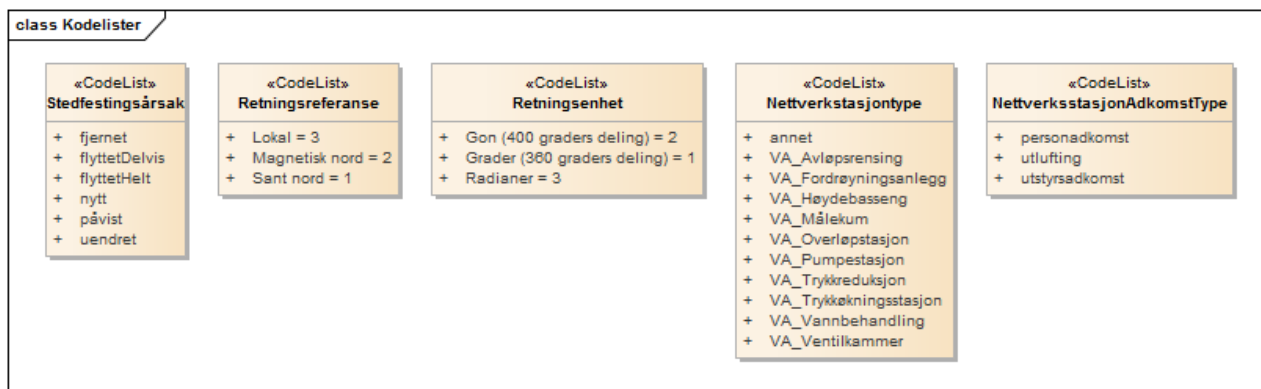 class Kodelister
«CodeList»
Stedfestingsårsak
+ fjernet
+ flyttetDelvis
+ flyttetHelt
+ nytt
+ påvist
+ uendret
«CodeList»
Retningsreferanse
+ Lokal = 3
+ Magnetisk nord = 2
+ Sant nord = 1
«CodeList»
Retningsenhet
+ Gon (400 graders deling) = 2
+ Grader (360 graders deling) = 1
+ Radianer = 3
«CodeList»
Nettverkstasjontype
+ annet
+ VA_Avløpsrensing
+ VA_Fordrøyningsanlegg
+ VA_Høydebasseng
+ VA_Målekum
+ VA_Overløpstasjon
+ VA_Pumpestasjon
+ VA_Trykkreduksjon
+ VA_Trykkøkningsstasjon
+ VA_Vannbehandling
+ VA_Ventilkammer
«CodeList»
NettverksstasjonAdkomstType
+ personadkomst
+ utlufting
+ utstyrsadkomst